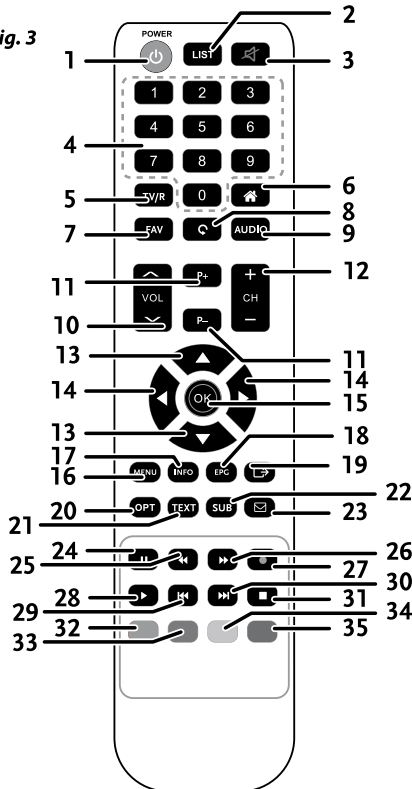 ig. 3
POWER
2
1
LIST
3
1 2 3
4 5 6
4
7 8 9
5 TV/R 0 6
7 FAV AUDIO 8
9
11 P+ + 12
VOL CH
10 P– – 11
13
14 14
OK 15
13 18
17
16 MENU INFO EPG 19
20 OPT TEXT SUB 22
21 23
24 26
25 27
28 30
29 31
32 34
33 35